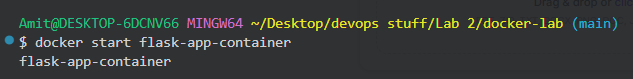 Amit@DESKTOP-6DCNV66 MINGW64 ~/Desktop/devops stuff/Lab 2/docker-lab (main)
$ docker start flask-app-container
flask-app-container